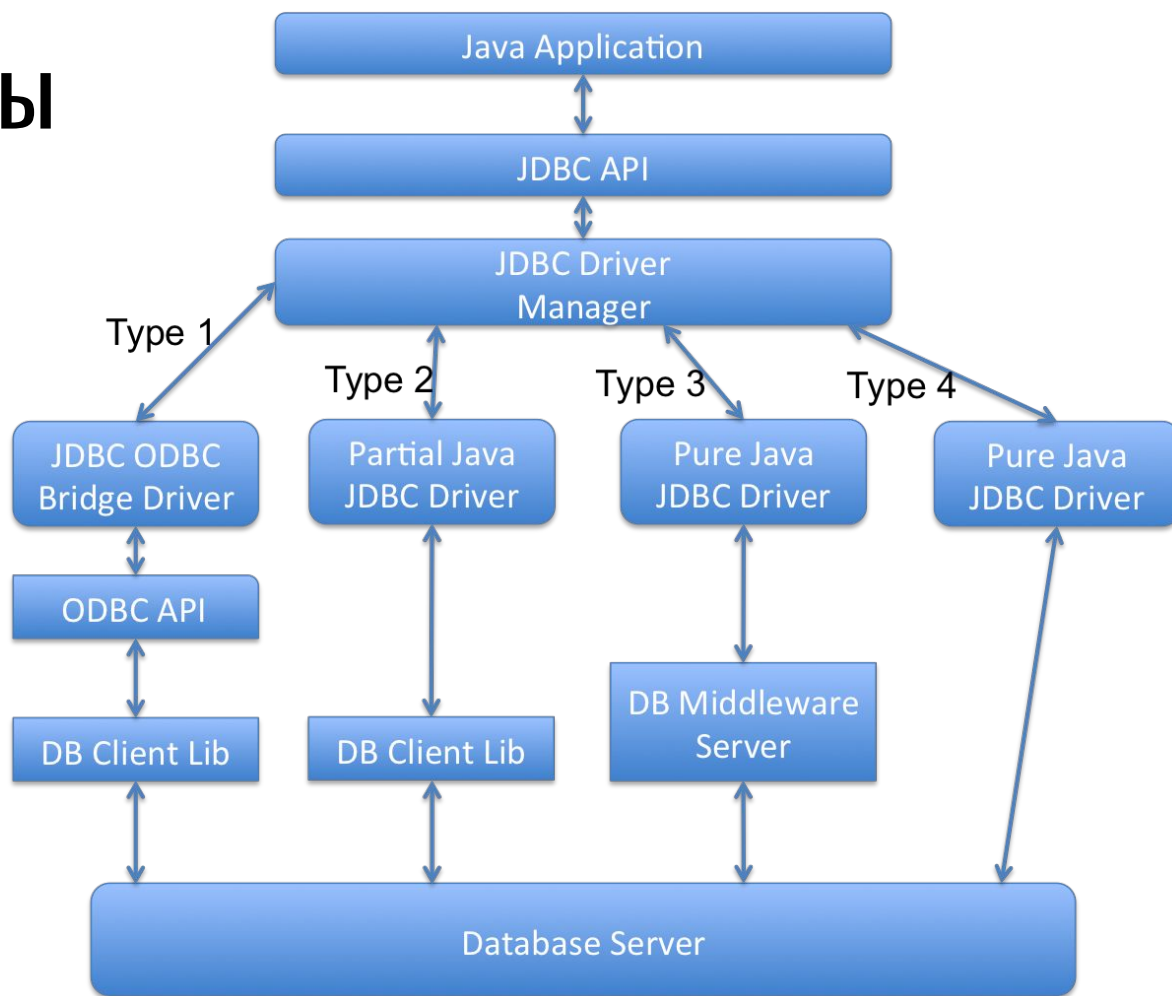 ы
Java Application
JDBC API
JDBC Driver
Manager
Type 1
Type 2
Type 3
Type 4
JDBC ODBC
Bridge Driver
Partial Java
JDBC Driver
Pure Java
JDBC Driver
Pure Java
JDBC Driver
ODBC API
DB Client Lib
DB Client Lib
DB Middleware
Server
Database Server